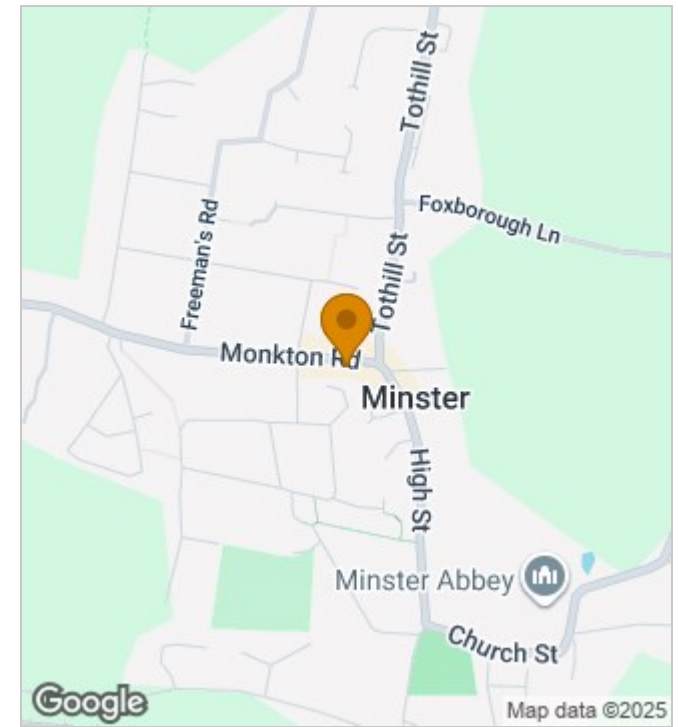 Tothill St
Foxborough Ln
Freeman's Rd
Tothill St
Monkton Rd
Minster
High St
Minster Abbey
Church St
Google
Map data ©2025